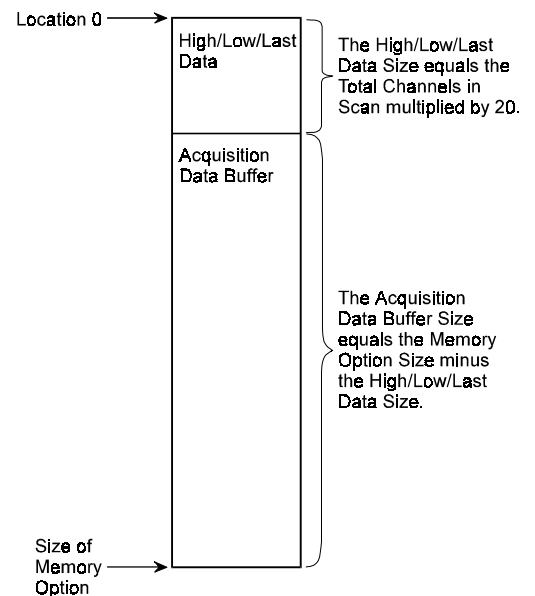 Location 0
High/Low/Last
Data
The High/Low/Last
Data Size equals the
Total Channels in
Scan multiplied by 20.
Acquisition
Data Buffer
The Acquisition
Data Buffer Size
equals the Memory
Option Size minus
the High/Low/Last
Data Size.
Size of
Memory
Option